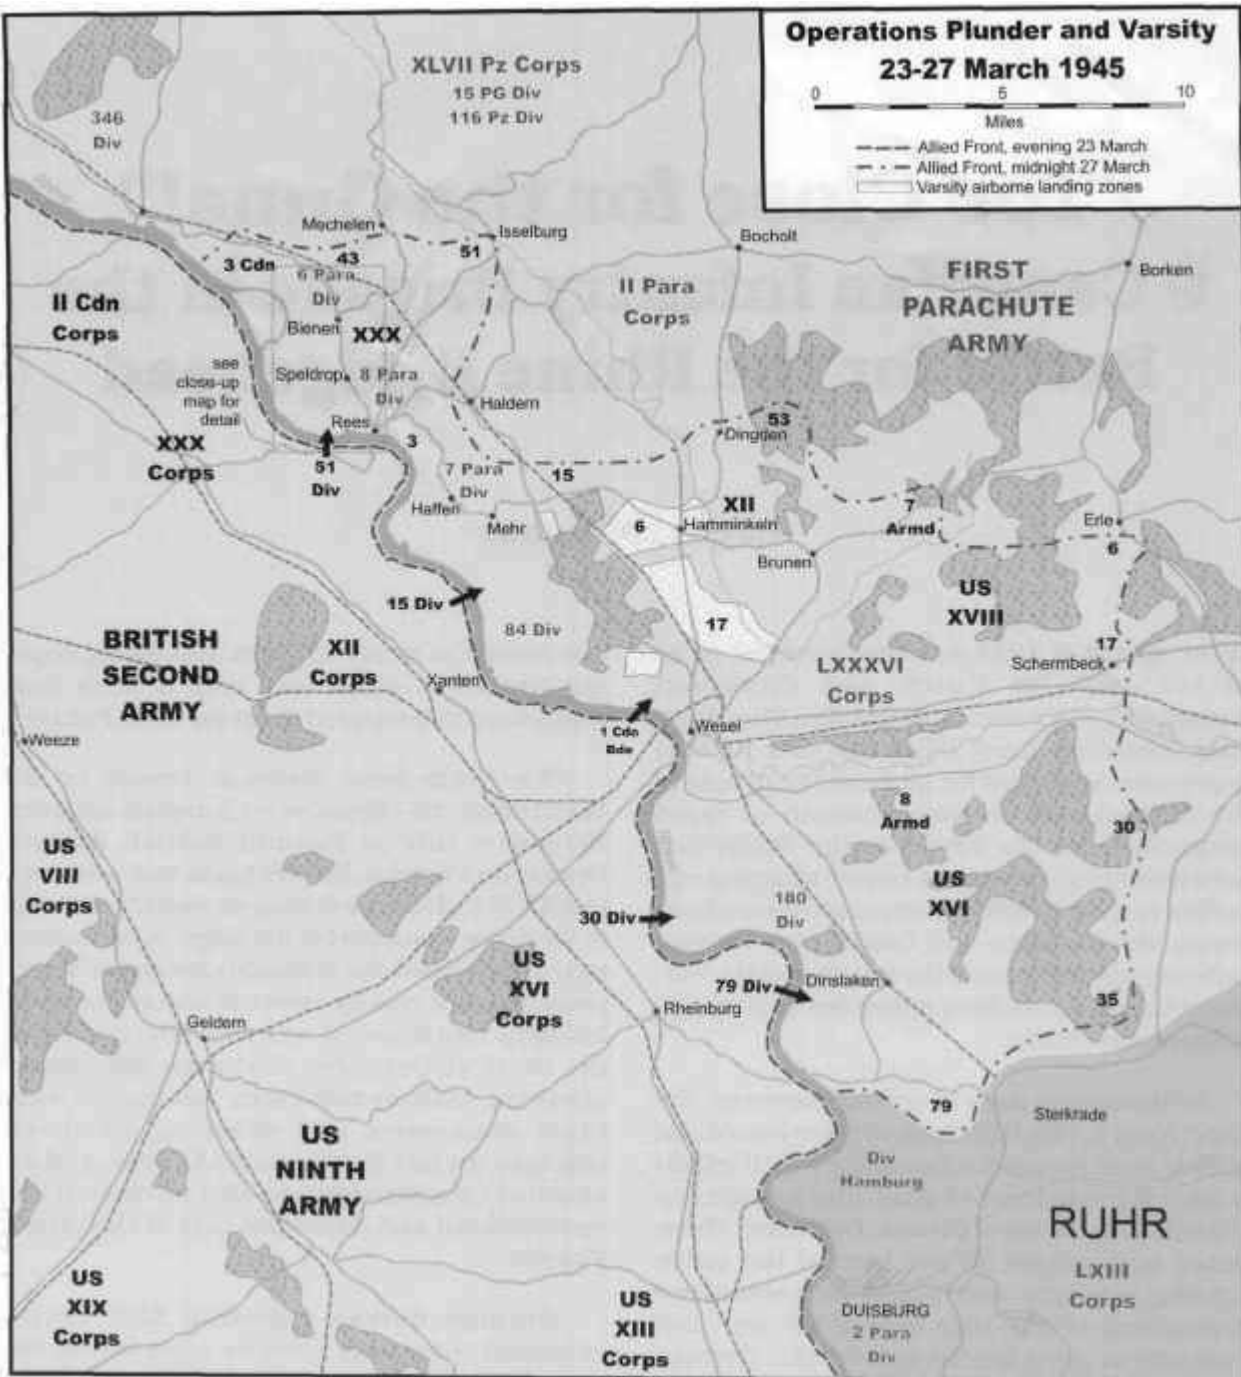 Operations Plunder and Varsity
23-27 March 1945
0 5 10
Miles
Allied Front, evening 23 March
Allied Front, midnight 27 March
Varsity airborne landing zones
XLVII Pz Corps
15 PG Div
116 Pz Div
346
Div
Mechelen
Isselburg
51
43
3 Cdn
6 Para
Div
Bocholt
Borken
FIRST
PARACHUTE
ARMY
II Para
Corps
II Cdn
Corps
Bienen
XXX
see
close-up
map for
detail
Speldrop
8 Para
Div
Haldern
Rees
3
53
Dingden
XXX
Corps
51
Div
7 Para
Div
15
Haffen
Mehr
6
XII
Hamminkeln
7
Armd
Erle
6
Brunen
US
XVIII
15 Div
84 Div
17
17
Schermbeck
LXXXVI
Corps
BRITISH
SECOND
ARMY
XII
Corps
Xanten
Weeze
1 Cdn
Bde
Wesel
8
Armd
30
US
VIII
Corps
US
XVI
180
Div
30 Div
US
XVI
Corps
79 Div
Dinslaken
35
Rheinburg
Geldern
79
Sterkrade
US
NINTH
ARMY
Div
Hamburg
RUHR
LXIII
Corps
US
XIX
Corps
US
XIII
Corps
DUISBURG
2 Para
Div